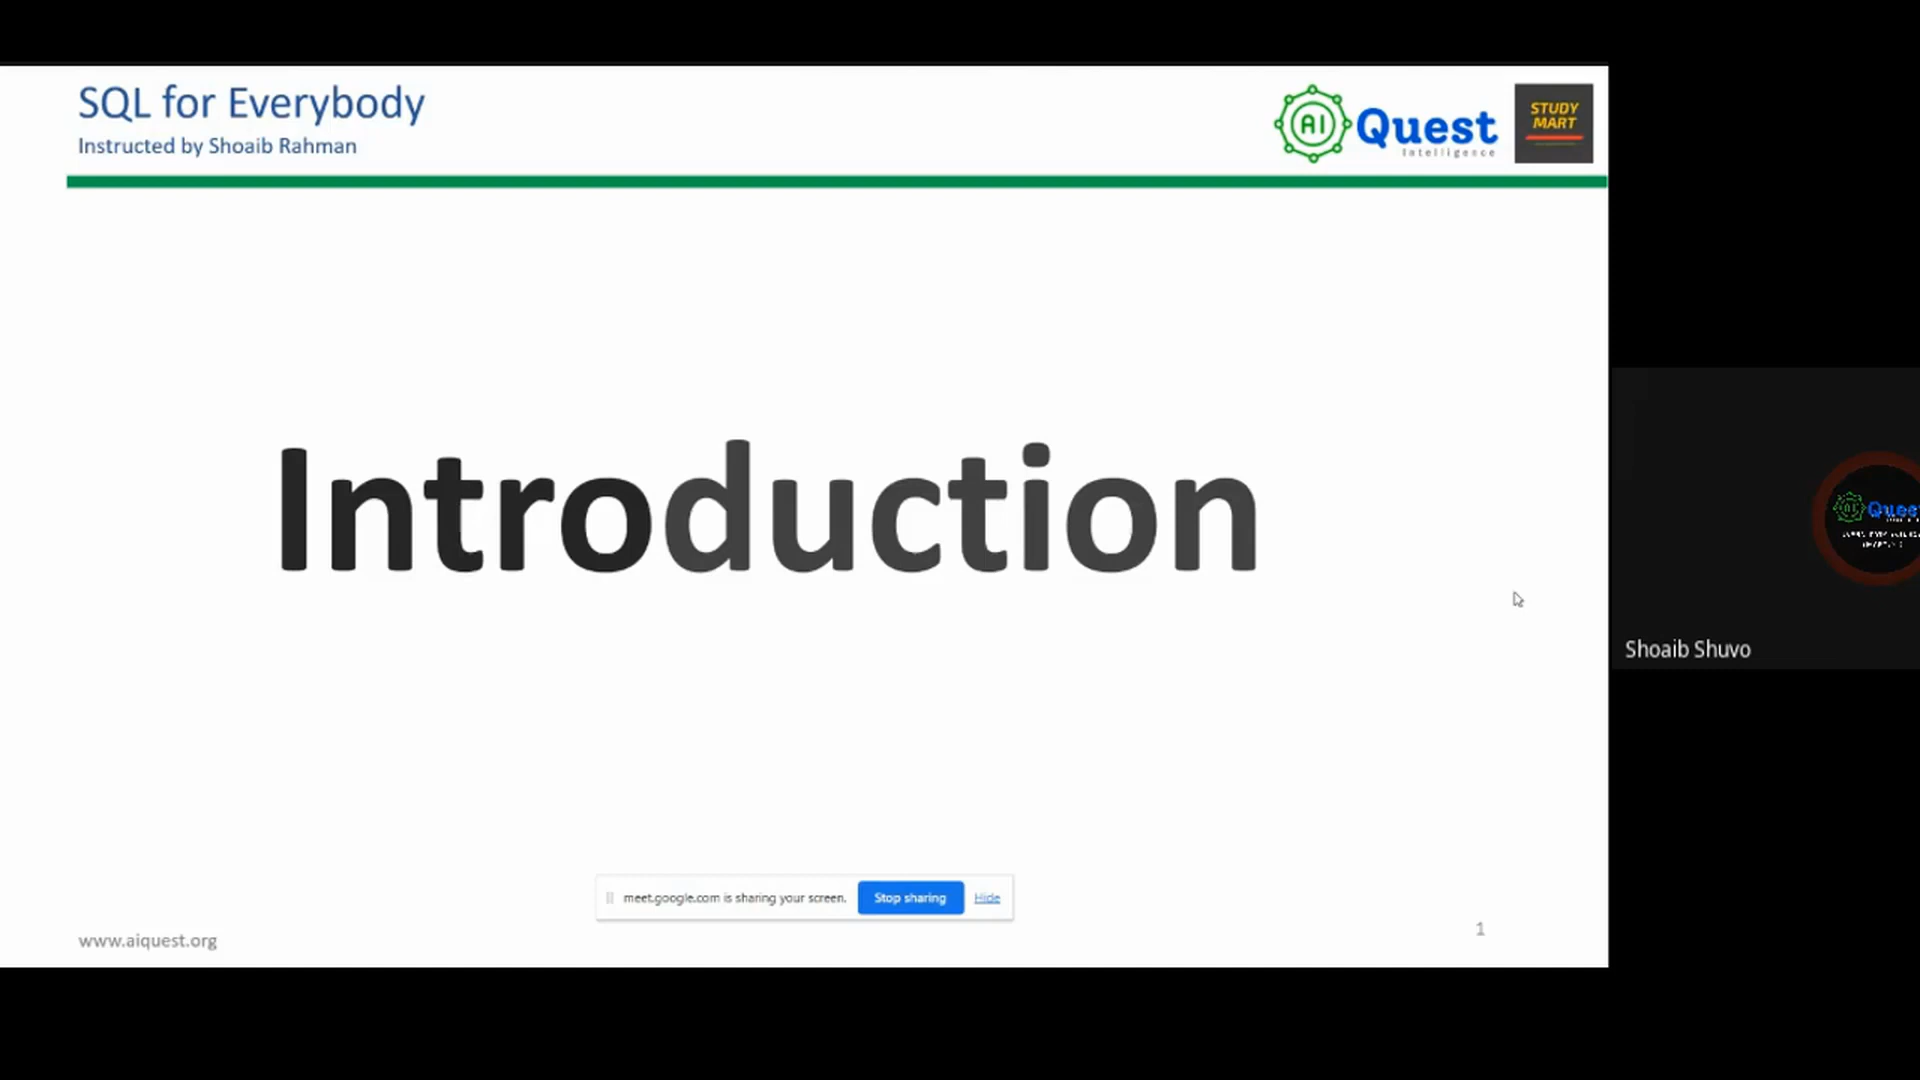 SQL for Everybody
Instructed by Shoaib Rahman
AI Quest
Intelligence
STUDY
MART
Introduction
Shoaib Shuvo
meet.google.com is sharing your screen.
Stop sharing
Hide
www.aiquest.org
1